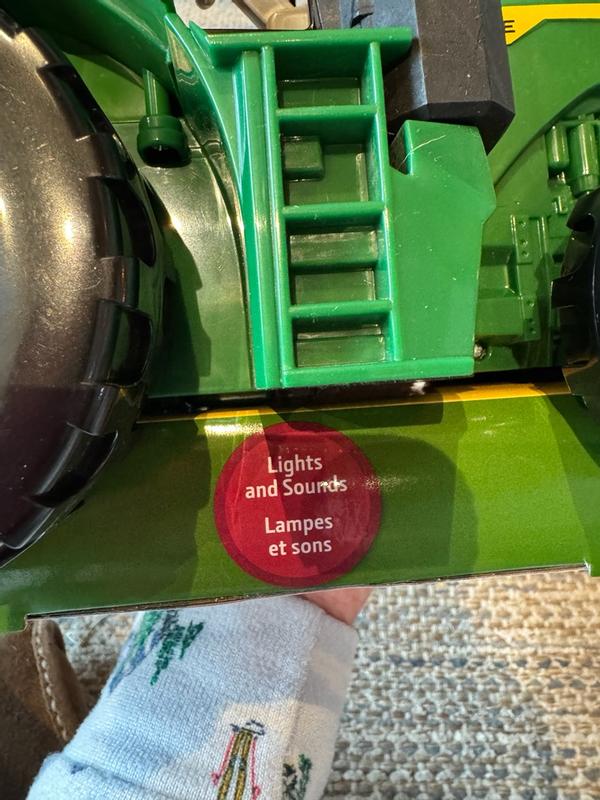 Lights
and Sounds
Lampes
et sons